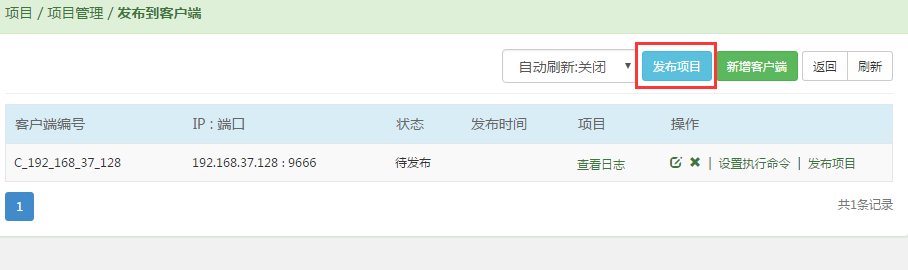 项目 / 项目管理 / 发布到客户端
自动刷新:关闭 发布项目 新增客户端 返回 刷新
客户端编号 IP : 端口 状态 发布时间 项目 操作
C_192_168_37_128 192.168.37.128 : 9666 待发布 查看日志 | 设置执行命令 | 发布项目
1 共1条记录